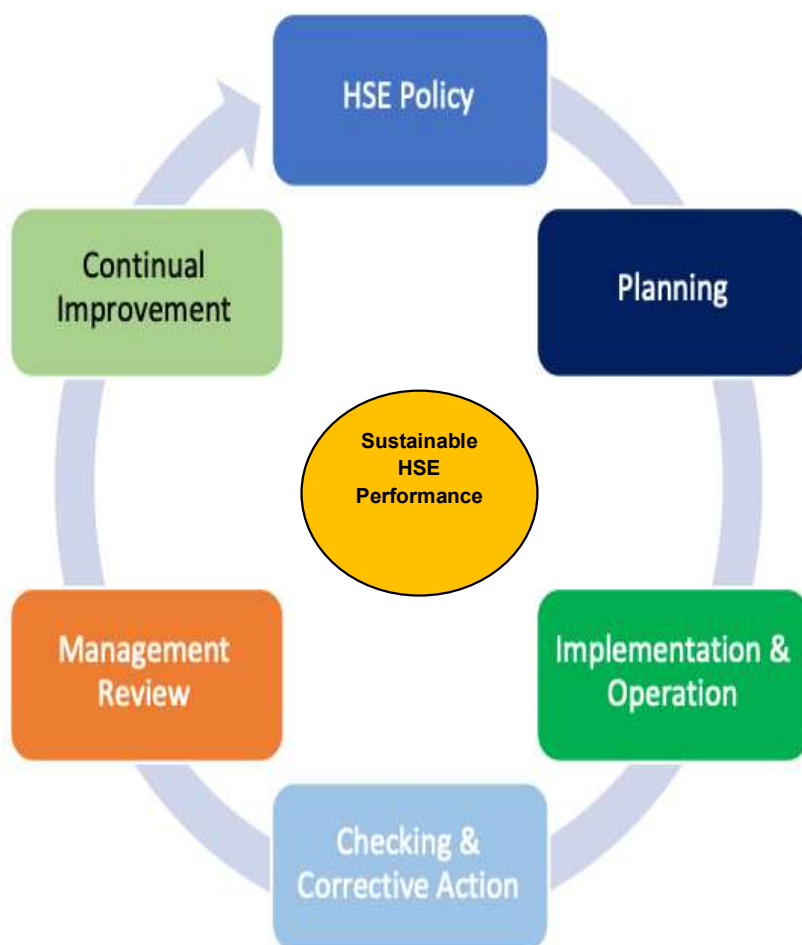 HSE Policy
Planning
Implementation &
Operation
Checking &
Corrective Action
Management
Review
Continual
Improvement
Sustainable
HSE
Performance